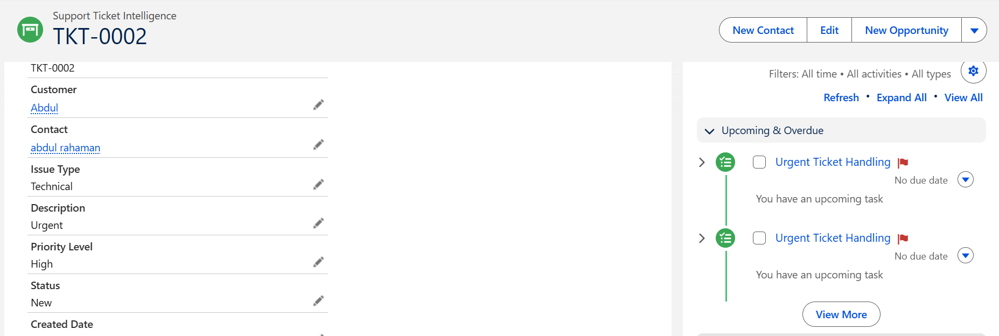 Support Ticket Intelligence
TKT-0002
New Contact
Edit
New Opportunity
TKT-0002
Customer
Abdul
Contact
abdul rahaman
Issue Type
Technical
Description
Urgent
Priority Level
High
Status
New
Created Date
Filters: All time • All activities • All types
Refresh • Expand All • View All
Upcoming & Overdue
Urgent Ticket Handling
No due date
You have an upcoming task
Urgent Ticket Handling
No due date
You have an upcoming task
View More